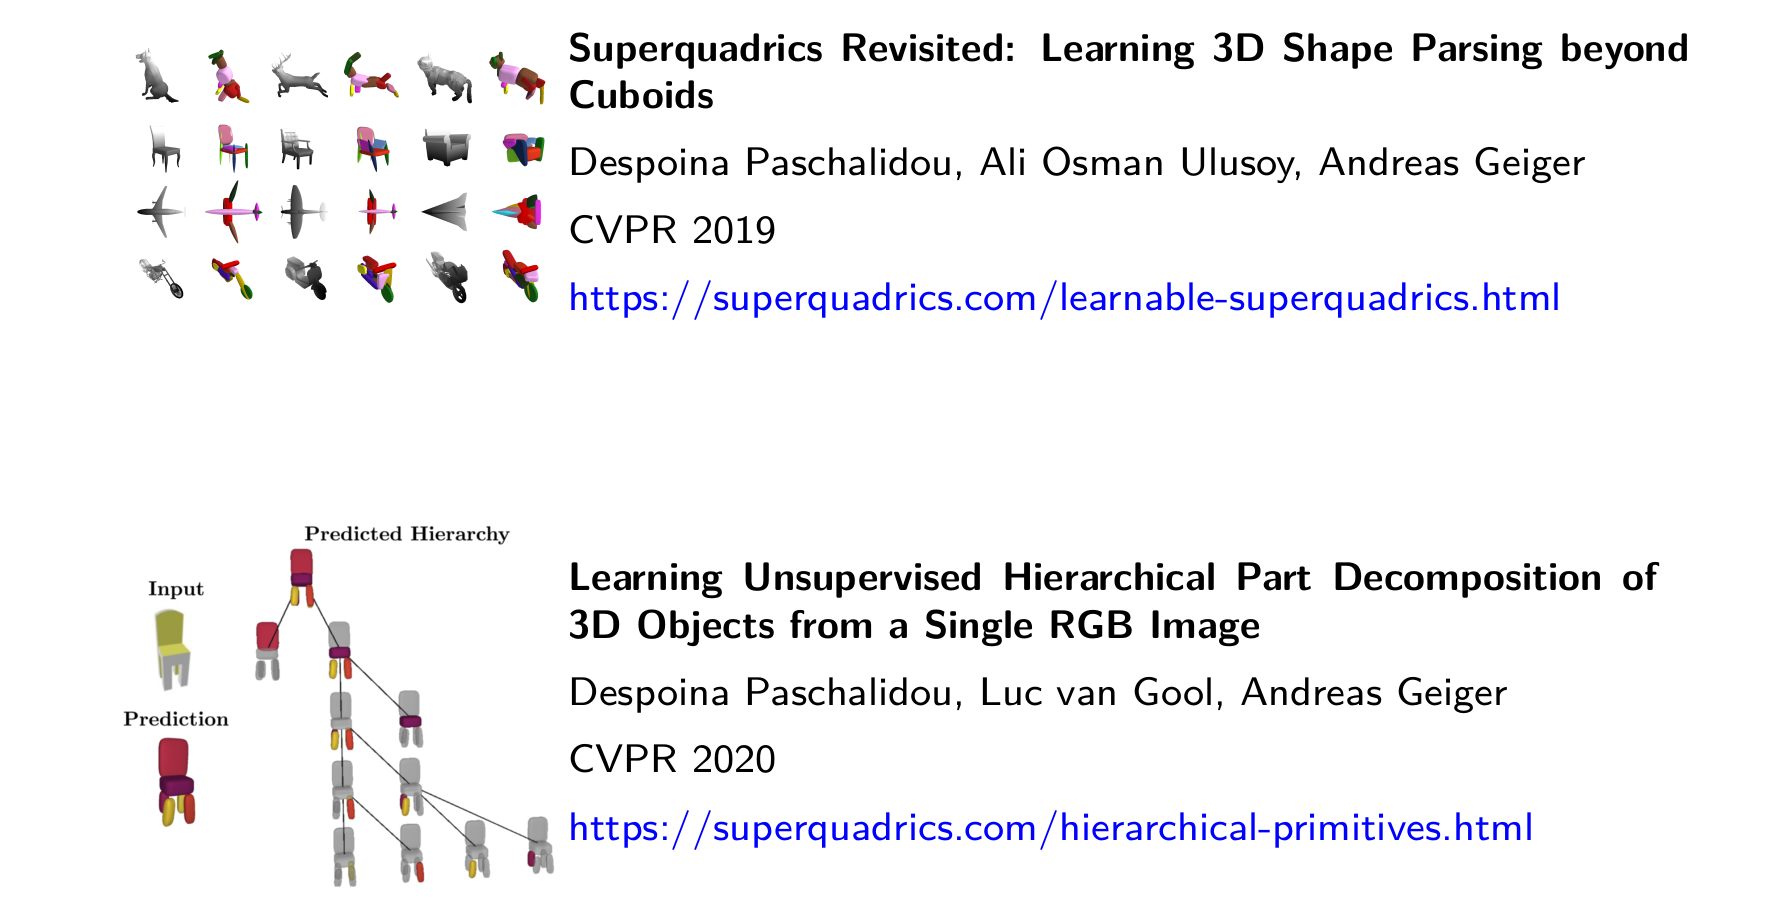 Superquadrics Revisited: Learning 3D Shape Parsing beyond
Cuboids
Despoina Paschalidou, Ali Osman Ulusoy, Andreas Geiger
CVPR 2019
https://superquadrics.com/learnable-superquadrics.html
Predicted Hierarchy
Input
Prediction
Learning Unsupervised Hierarchical Part Decomposition of
3D Objects from a Single RGB Image
Despoina Paschalidou, Luc van Gool, Andreas Geiger
CVPR 2020
https://superquadrics.com/hierarchical-primitives.html